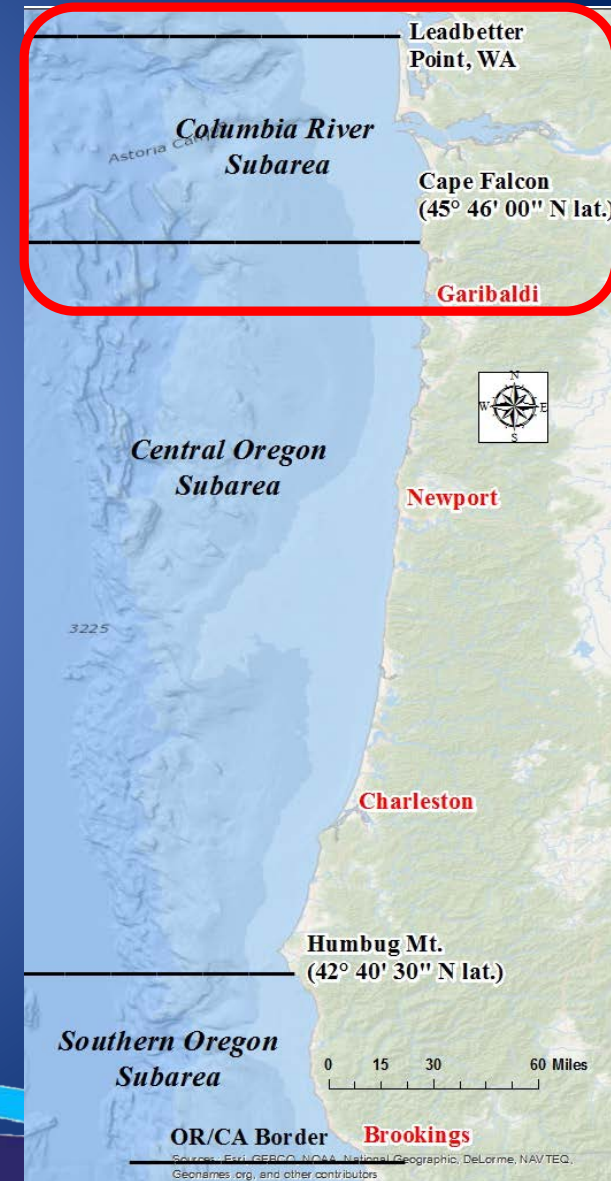 Leadbetter
Point, WA
Columbia River
Subarea
Astoria
Cape Falcon
(45° 46' 00" N lat.)
Garibaldi
N
W E
S
Central Oregon
Subarea
Newport
3225
Charleston
Humbug Mt.
(42° 40' 30" N lat.)
Southern Oregon
Subarea
0 15 30 60 Miles
OR/CA Border
Brookings
Sources: Esri, GEBCO, NOAA, National Geographic, DeLorme, NAVTEQ,
Geonames.org, and other contributors